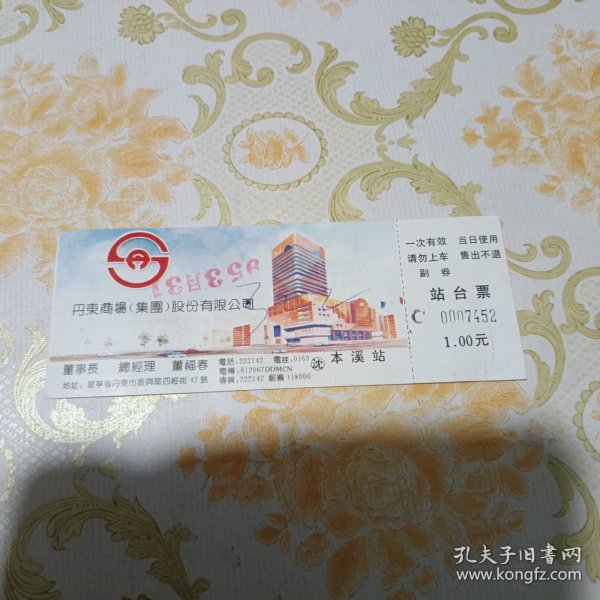 953月31
丹東商場(集團)股份有限公司
董事長 總經理 董福春
電話:222142 電掛:0163
電傳:812067DDMCN
地址:遼寧省丹東市振興區四經街42號 傳真:222142 郵編118000
沈 本溪站
一次有效 当日使用
请勿上车 售出不退
副 券
站台票
C 0007452
1.00元
孔夫子旧书网
www.kongfz.com